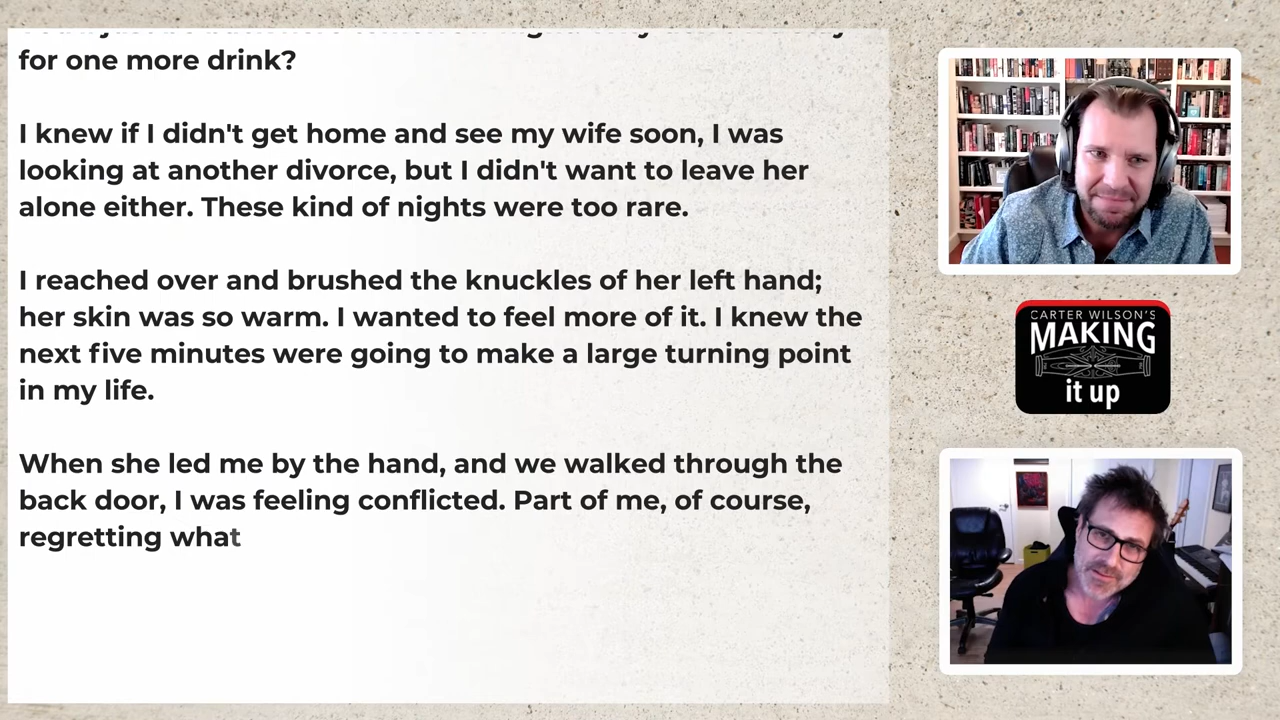 for one more drink?
I knew if I didn't get home and see my wife soon, I was
looking at another divorce, but I didn't want to leave her
alone either. These kind of nights were too rare.
I reached over and brushed the knuckles of her left hand;
her skin was so warm. I wanted to feel more of it. I knew the
next five minutes were going to make a large turning point
in my life.
When she led me by the hand, and we walked through the
back door, I was feeling conflicted. Part of me, of course,
regretting what
CARTER WILSON'S
MAKING
it up